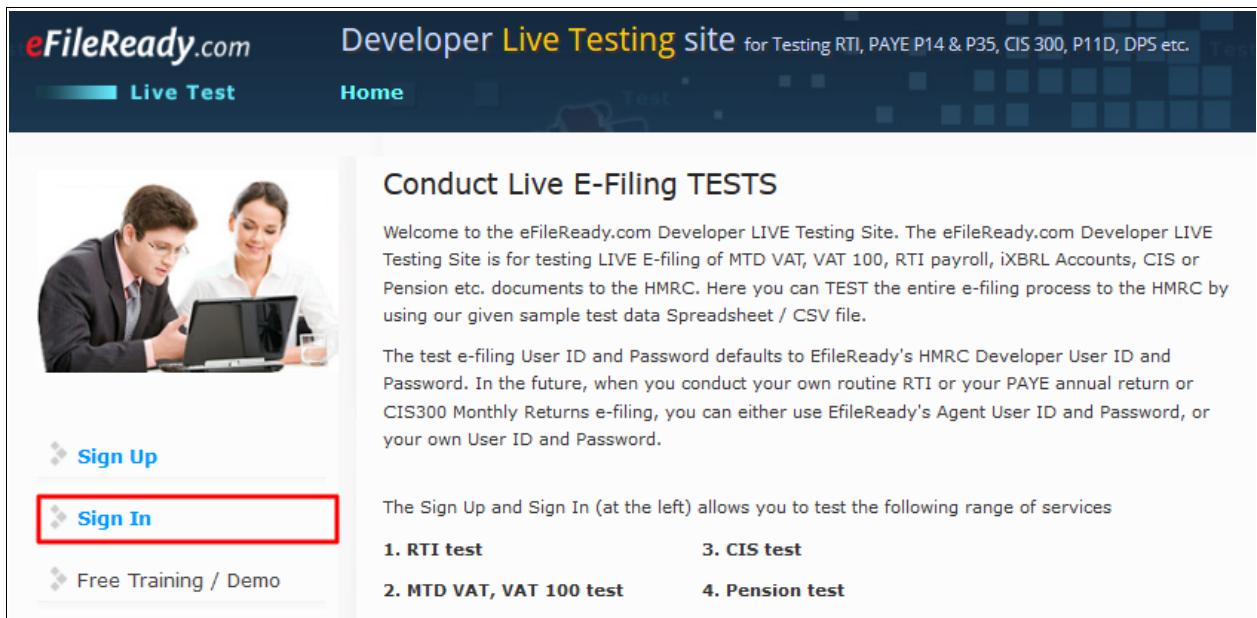 eFileReady.com
Developer Live Testing site for Testing RTI, PAYE P14 & P35, CIS 300, P11D, DPS etc.
Live Test
Home
Test
Test
Conduct Live E-Filing TESTS
Welcome to the eFileReady.com Developer LIVE Testing Site. The eFileReady.com Developer LIVE
Testing Site is for testing LIVE E-filing of MTD VAT, VAT 100, RTI payroll, iXBRL Accounts, CIS or
Pension etc. documents to the HMRC. Here you can TEST the entire e-filing process to the HMRC by
using our given sample test data Spreadsheet / CSV file.
The test e-filing User ID and Password defaults to EfileReady's HMRC Developer User ID and
Password. In the future, when you conduct your own routine RTI or your PAYE annual return or
CIS300 Monthly Returns e-filing, you can either use EfileReady's Agent User ID and Password, or
your own User ID and Password.
Sign Up
Sign In
Free Training / Demo
The Sign Up and Sign In (at the left) allows you to test the following range of services
1. RTI test
3. CIS test
2. MTD VAT, VAT 100 test
4. Pension test